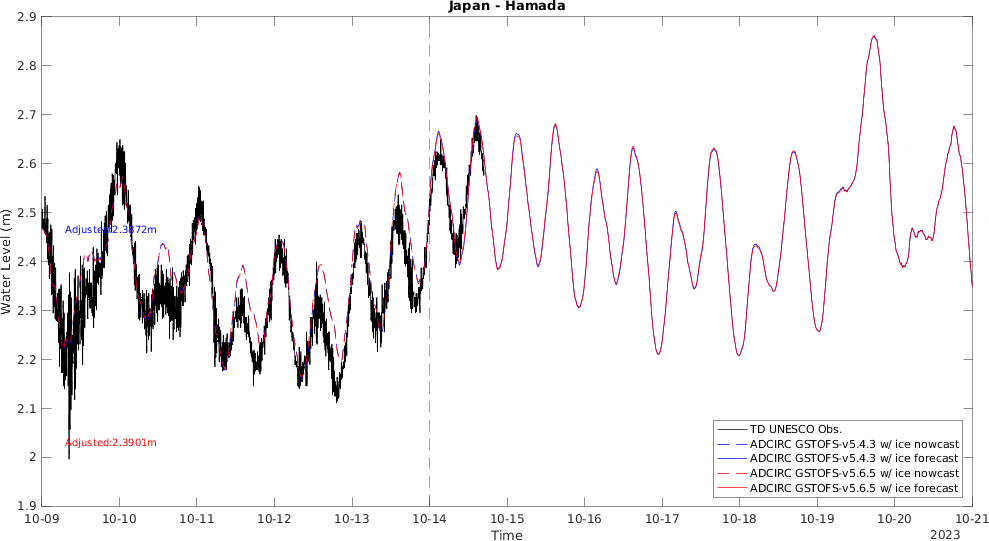 Japan - Hamada
Water Level (m)
2.9
2.8
2.7
2.6
2.5
2.4
2.3
2.2
2.1
2
1.9
Adjusted:2.3872m
Adjusted:2.3901m
TD UNESCO Obs.
ADCIRC GSTOFS-v5.4.3 w/ ice nowcast
ADCIRC GSTOFS-v5.4.3 w/ ice forecast
ADCIRC GSTOFS-v5.6.5 w/ ice nowcast
ADCIRC GSTOFS-v5.6.5 w/ ice forecast
10-09 10-10 10-11 10-12 10-13 10-14 10-15 10-16 10-17 10-18 10-19 10-20 10-21
Time
2023